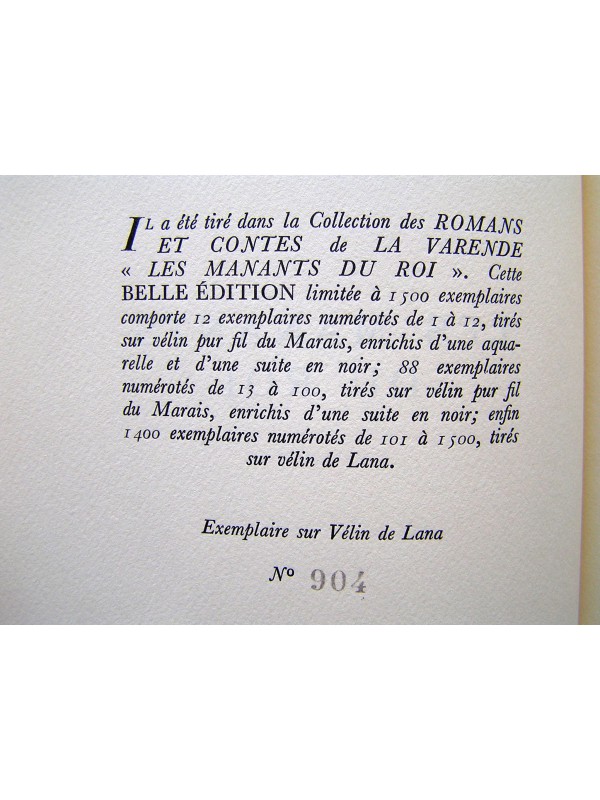 IL a été tiré dans la Collection des ROMANS
ET CONTES de LA VARENDE
« LES MANANTS DU ROI ». Cette
BELLE ÉDITION limitée à 1500 exemplaires
comporte 12 exemplaires numérotés de 1 à 12, tirés
sur vélin pur fil du Marais, enrichis d'une aqua-
relle et d'une suite en noir; 88 exemplaires
numérotés de 13 à 100, tirés sur vélin pur fil
du Marais, enrichis d'une suite en noir; enfin
1400 exemplaires numérotés de 101 à 1500, tirés
sur vélin de Lana.
Exemplaire sur Vélin de Lana
Nº 904